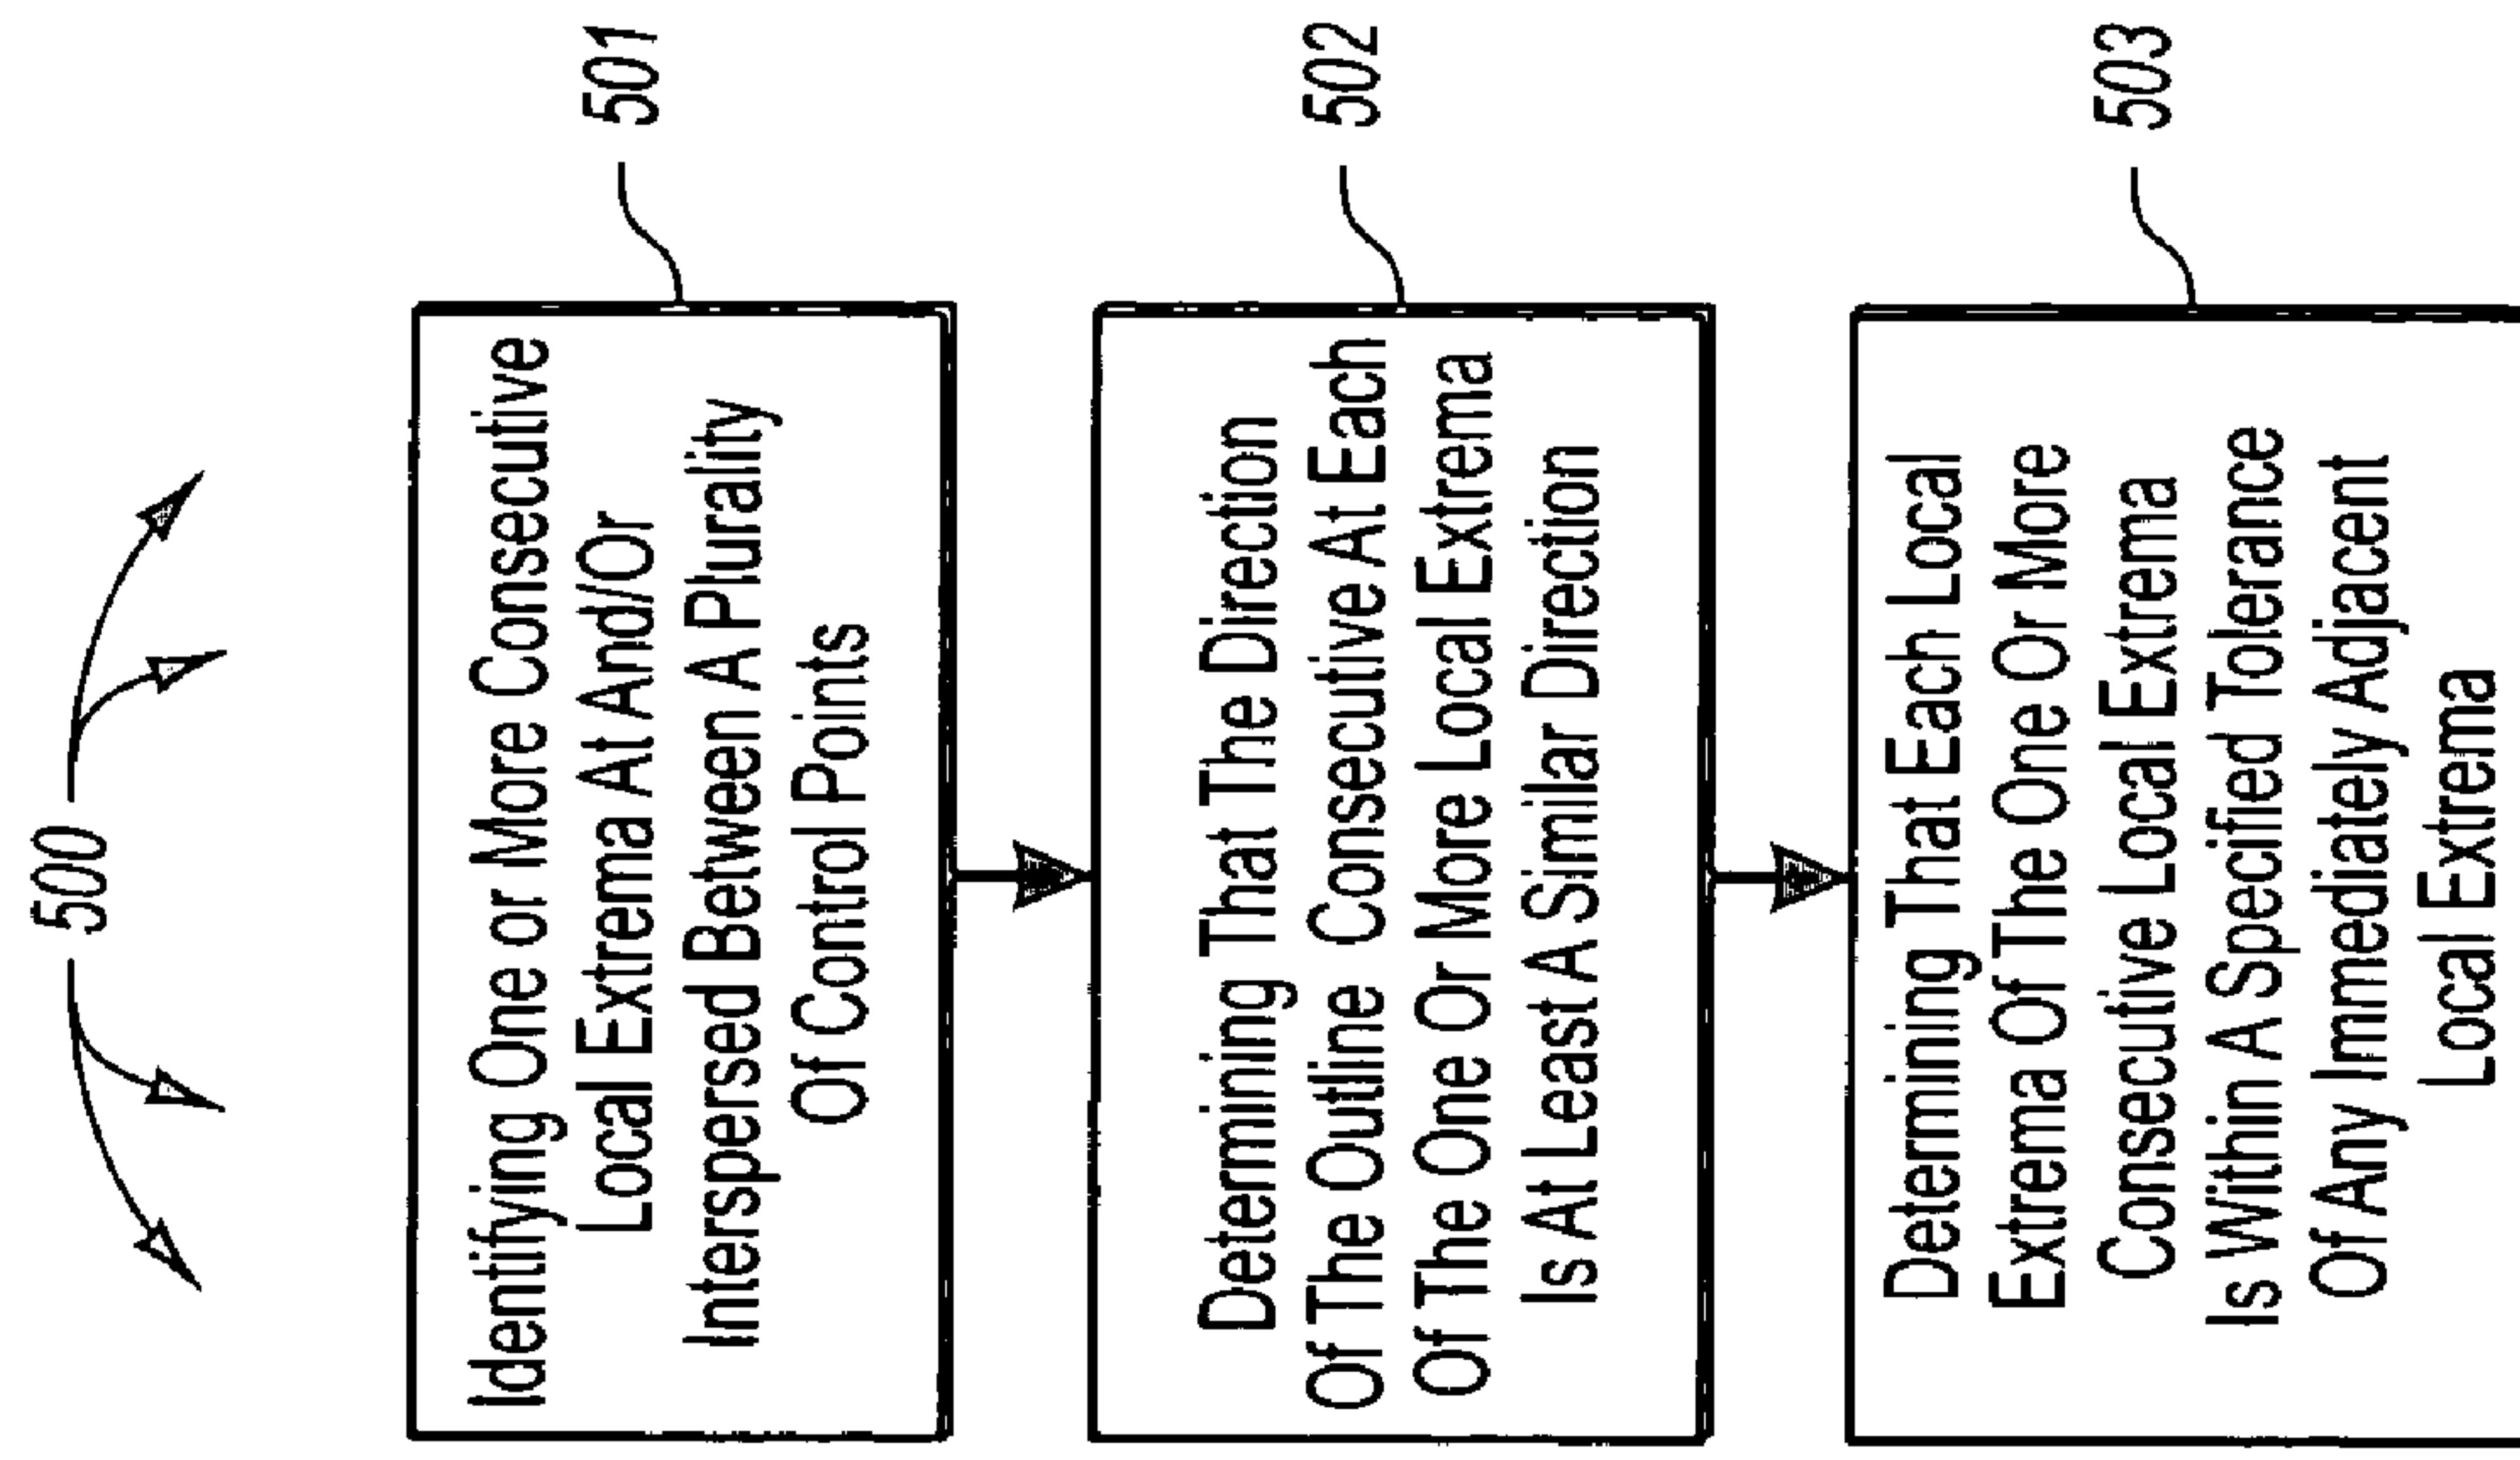 500
501
Identifying One or More Consecutive
Local Extrema At And/Or
Interspersed Between A Plurality
Of Control Points
502
Determining That The Direction
Of The Outline Consecutive At Each
Of The One Or More Local Extrema
Is At Least A Similar Direction
503
Determining That Each Local
Extrema Of The One Or More
Consecutive Local Extrema
Is Within A Specified Tolerance
Of Any Immediately Adjacent
Local Extrema